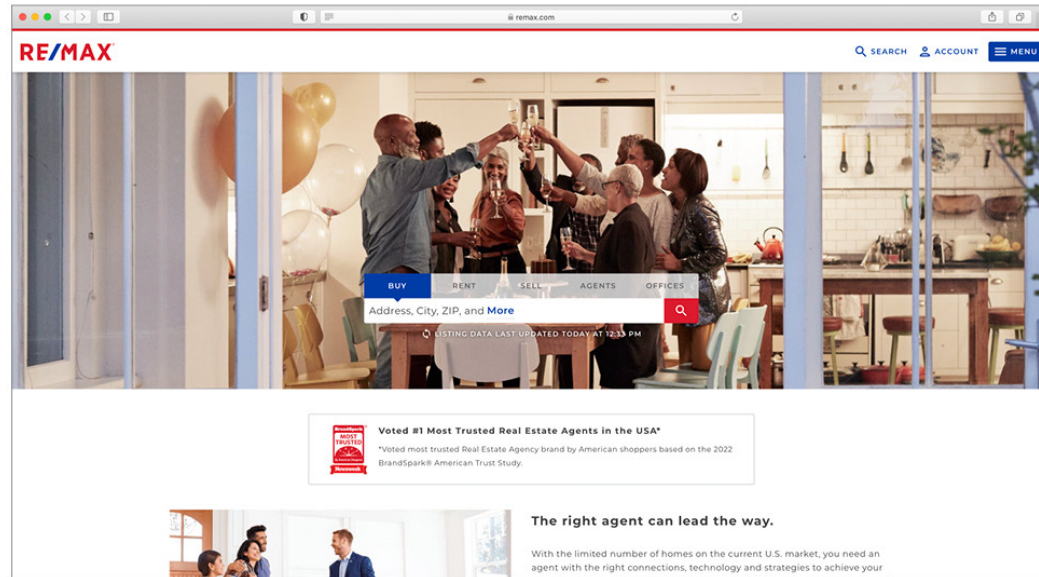 remax.com
RE/MAX
SEARCH ACCOUNT MENU
BUY RENT SELL AGENTS OFFICES
Address, City, ZIP, and More
LISTING DATA LAST UPDATED TODAY AT 12:33 PM
Voted #1 Most Trusted Real Estate Agents in the USA*
BrandSpark
MOST
TRUSTED
Newsweek
*Voted most trusted Real Estate Agency brand by American shoppers based on the 2022
BrandSpark® American Trust Study.
The right agent can lead the way.
With the limited number of homes on the current U.S. market, you need an
agent with the right connections, technology and strategies to achieve your